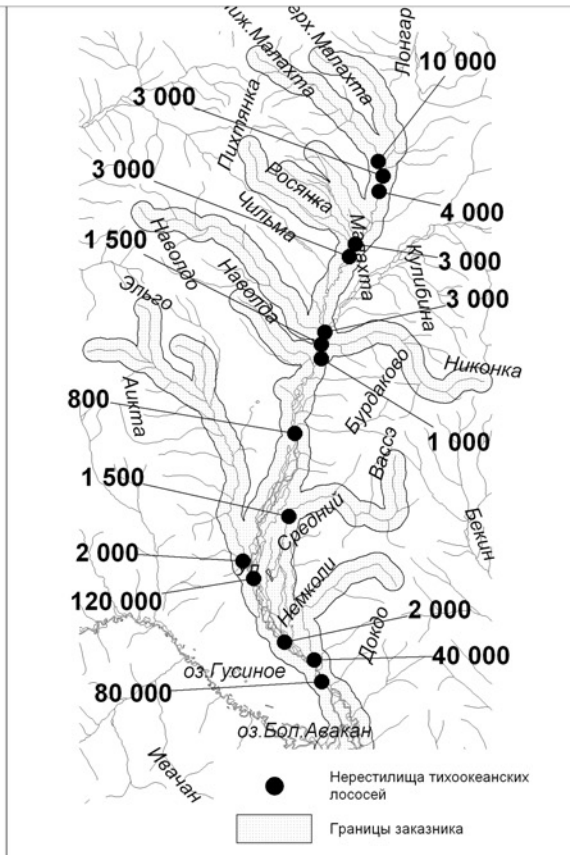 ниж.Малахта
верх.Малахта
Лонгар
10 000
3 000
Пихтянка
3 000
Росянка
4 000
Чильма
Малахта
Наволдо
1 500
3 000
Кулибина
Наволда
3 000
Эльго
Никонка
Бурдаково
Аикта
800
1 000
Вассэ
1 500
Средний
Бекин
2 000
120 000
Немколи
2 000
Докдо
оз.Гусиное
40 000
80 000
оз.Бол.Авакан
Ивачан
Нерестилища тихоокеанских
лососей
Границы заказника